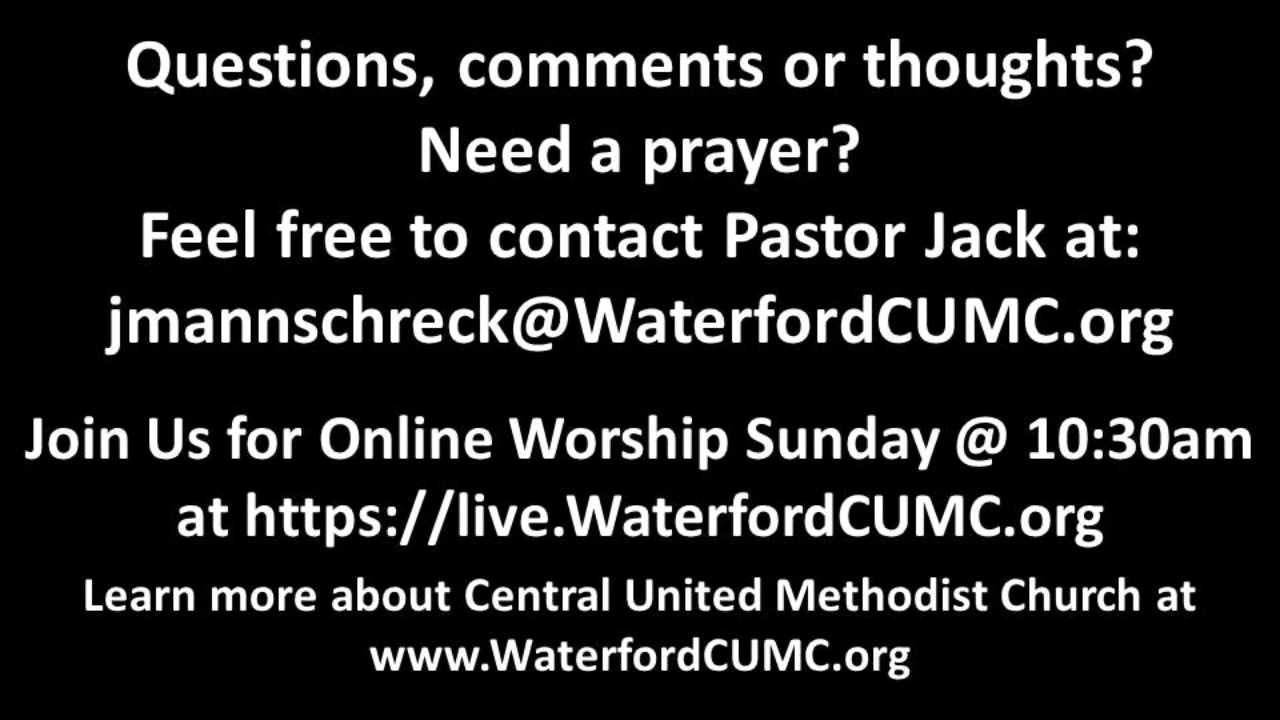 Questions, comments or thoughts?
Need a prayer?
Feel free to contact Pastor Jack at:
jmannschreck@WaterfordCUMC.org
Join Us for Online Worship Sunday @ 10:30am
at https://live.WaterfordCUMC.org
Learn more about Central United Methodist Church at
www.WaterfordCUMC.org